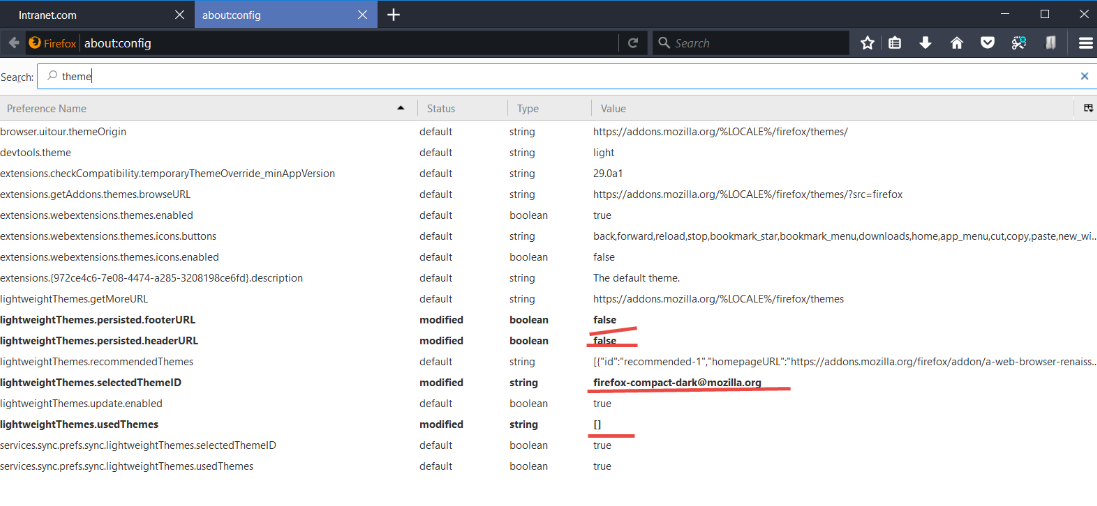 Intranet.com about:config
Firefox about:config Search
Search: theme
Preference Name Status Type Value
browser.uitour.themeOrigin default string https://addons.mozilla.org/%LOCALE%/firefox/themes/
devtools.theme default string light
extensions.checkCompatibility.temporaryThemeOverride_minAppVersion default string 29.0a1
extensions.getAddons.themes.browseURL default string https://addons.mozilla.org/%LOCALE%/firefox/themes/?src=firefox
extensions.webextensions.themes.enabled default boolean true
extensions.webextensions.themes.icons.buttons default string back,forward,reload,stop,bookmark_star,bookmark_menu,downloads,home,app_menu,cut,copy,paste,new_wi...
extensions.webextensions.themes.icons.enabled default boolean false
extensions.{972ce4c6-7e08-4474-a285-3208198ce6fd}.description default string The default theme.
lightweightThemes.getMoreURL default string https://addons.mozilla.org/%LOCALE%/firefox/themes
lightweightThemes.persisted.footerURL modified boolean false
lightweightThemes.persisted.headerURL modified boolean false
lightweightThemes.recommendedThemes default string [{"id":"recommended-1","homepageURL":"https://addons.mozilla.org/firefox/addon/a-web-browser-renaiss...
lightweightThemes.selectedThemeID modified string firefox-compact-dark@mozilla.org
lightweightThemes.update.enabled default boolean true
lightweightThemes.usedThemes modified string []
services.sync.prefs.sync.lightweightThemes.selectedThemeID default boolean true
services.sync.prefs.sync.lightweightThemes.usedThemes default boolean true